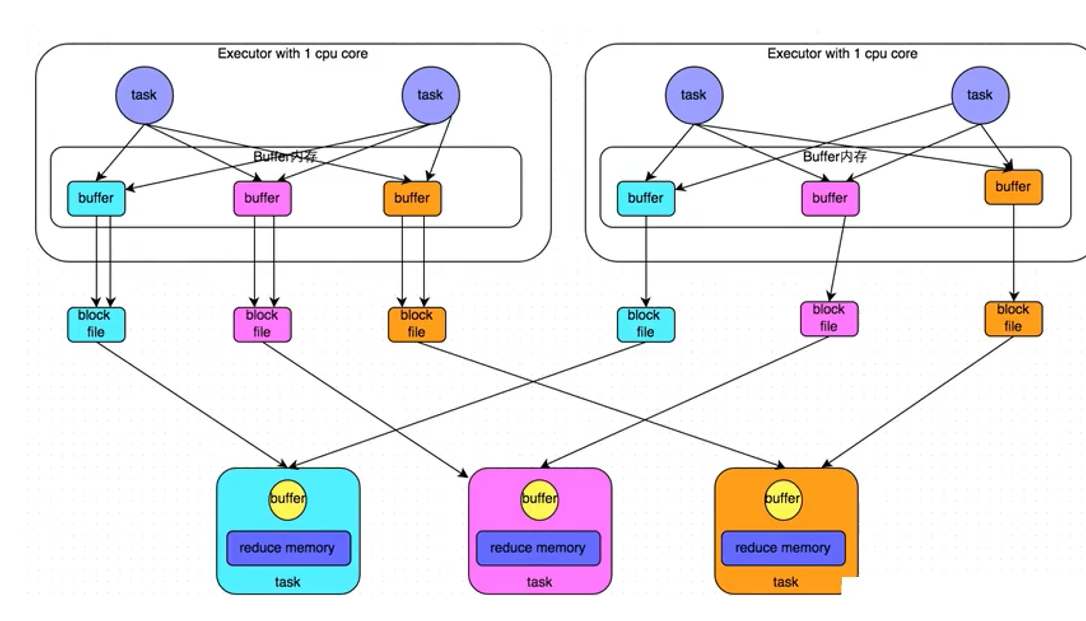 Executor with 1 cpu core
Executor with 1 cpu core
task
task
task
task
Buffer内存
Buffer内存
buffer
buffer
buffer
buffer
buffer
buffer
block
file
block
file
block
file
block
file
block
file
block
file
buffer
buffer
buffer
reduce memory
reduce memory
reduce memory
task
task
task